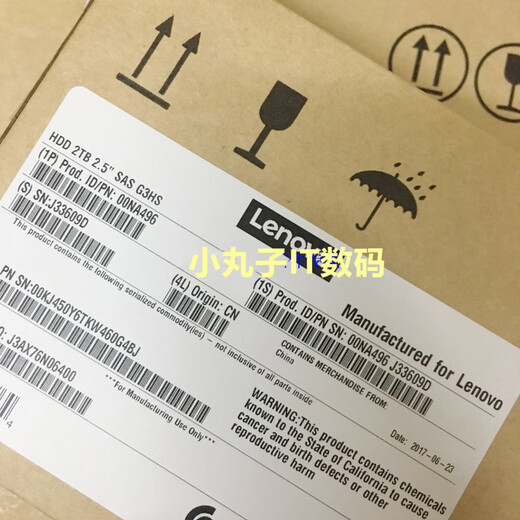 HDD 2TB 2.5" SAS G3HS
(1P) Prod. ID/PN: 00NA496
(S) SN:J33609D
This product contains the following serialized commodity(ies) - not inclusive of all parts inside
PN SN:00KJ450Y6TKW460G4BJ
J3AX76N06400
***For Manufacturing Use Only***
4
Lenovo
小丸子IT数码
(4L) Origin: CN
(1S) Prod. ID/PN SN: 00NA496 J33609D
CONTAINS MERCHANDISE FROM:
China
Manufactured for Lenovo
Date: 2017-06-23
WARNING:This product contains chemicals
known to the State of California to cause
cancer and birth defects or other
reproductive harm